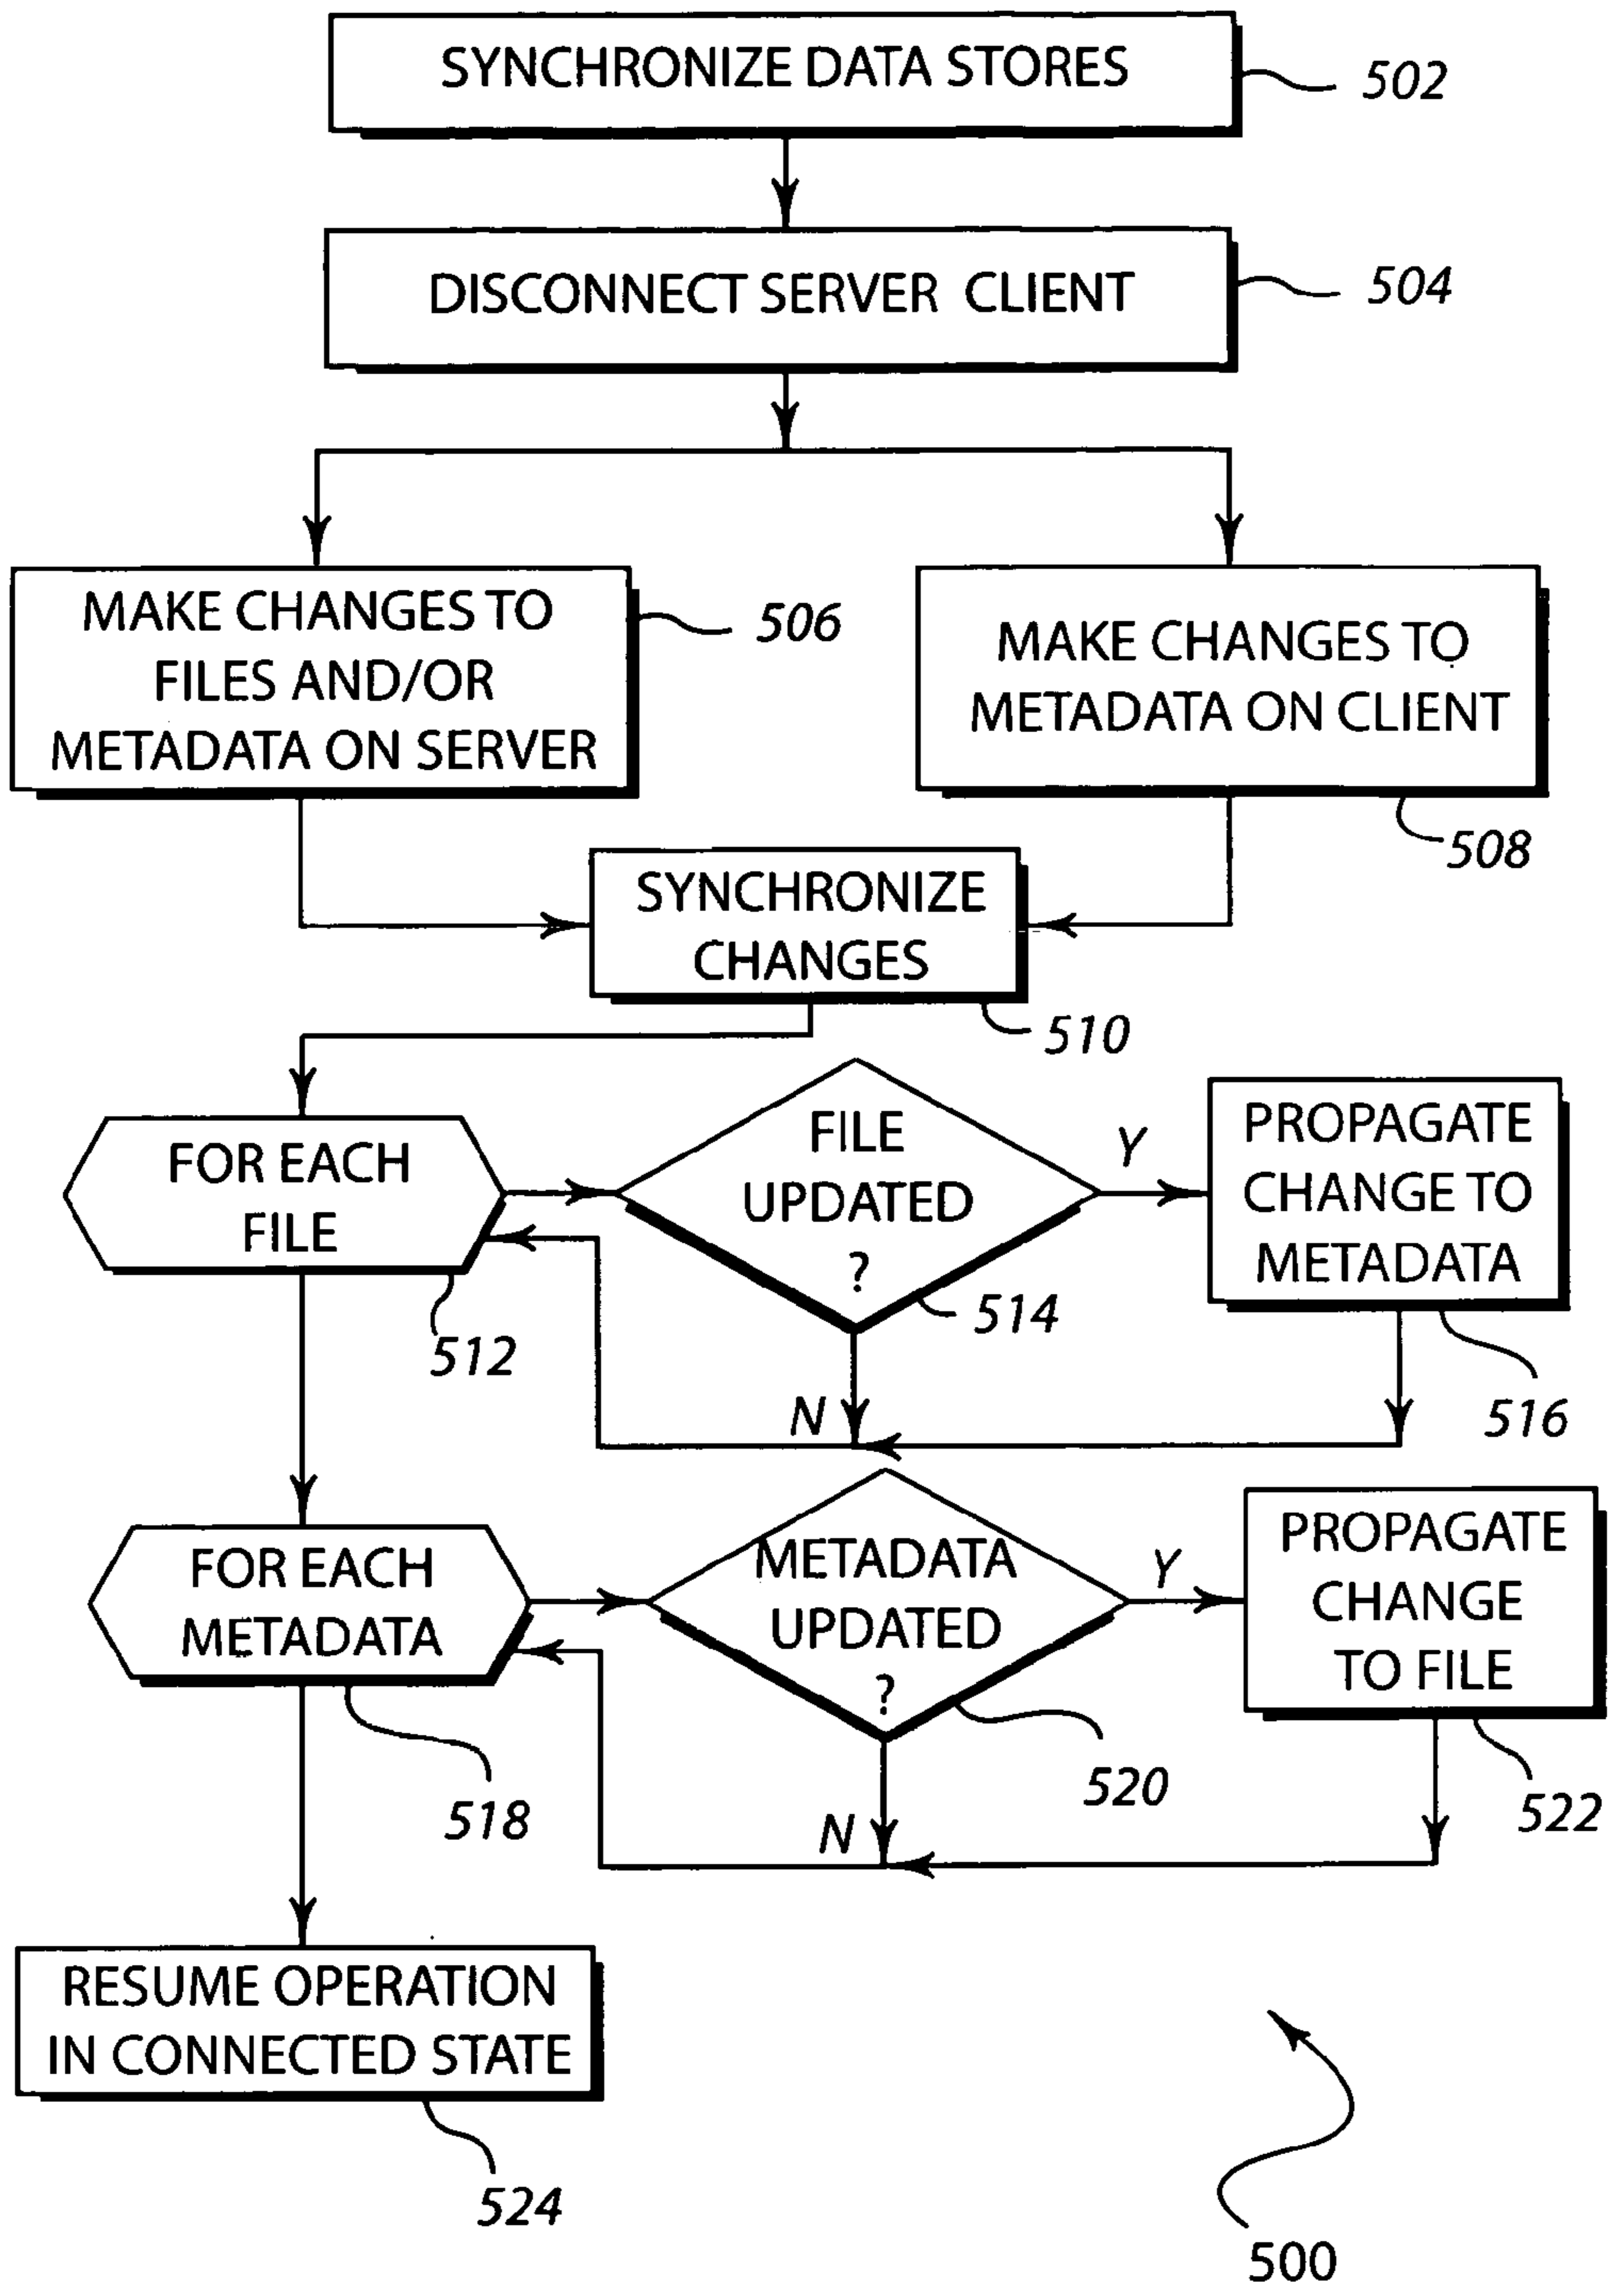 SYNCHRONIZE DATA STORES
502
DISCONNECT SERVER CLIENT
504
MAKE CHANGES TO
FILES AND/OR
METADATA ON SERVER
506
MAKE CHANGES TO
METADATA ON CLIENT
508
SYNCHRONIZE
CHANGES
510
FOR EACH
FILE
512
FILE
UPDATED
?
514
Y
N
PROPAGATE
CHANGE TO
METADATA
516
FOR EACH
METADATA
518
METADATA
UPDATED
?
520
Y
N
PROPAGATE
CHANGE
TO FILE
522
RESUME OPERATION
IN CONNECTED STATE
524
500